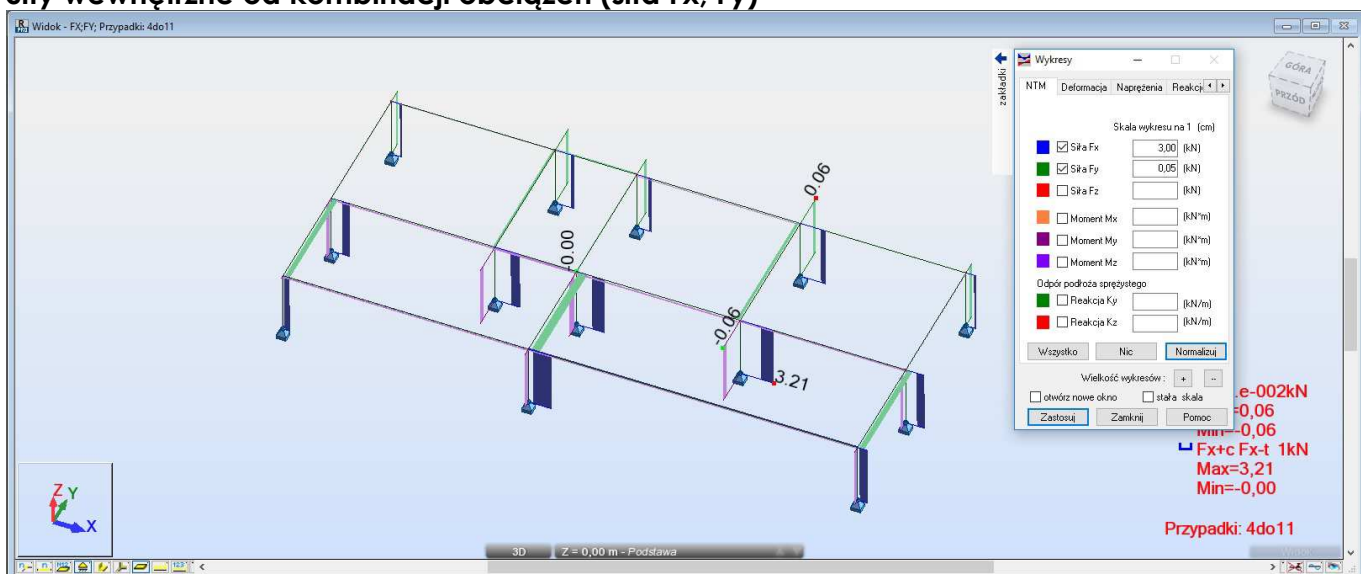 siły wewnętrzne od kombinacji obciążeń (siła Fx, Fy)
Widok - FX;FY; Przypadki: 4do11
zakładki
GÓRA
PRZÓD
Wykresy
NTM Deformacja Naprężenia Reakcje
Skala wykresu na 1 (cm)
Siła Fx 3,00 (kN)
Siła Fy 0,05 (kN)
Siła Fz (kN)
Moment Mx (kN*m)
Moment My (kN*m)
Moment Mz (kN*m)
Odpór podłoża sprężystego
Reakcja Ky (kN/m)
Reakcja Kz (kN/m)
Wszystko Nic Normalizuj
Wielkość wykresów : + --
otwórz nowe okno stała skala
Zastosuj Zamknij Pomoc
0.06
-0.00
-0.06
3.21
.e-002kN
=0,06
Min=-0,06
Fx+c Fx-t 1kN
Max=3,21
Min=-0,00
Przypadki: 4do11
Z Y
X
3D Z = 0,00 m - Podstawa
Widok